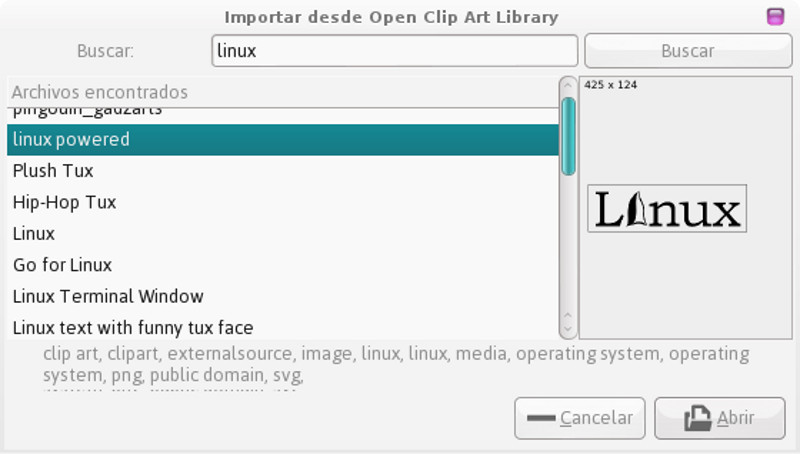 Importar desde Open Clip Art Library
Buscar:
linux
Buscar
Archivos encontrados
pingouin_gadzarts
linux powered
Plush Tux
Hip-Hop Tux
Linux
Go for Linux
Linux Terminal Window
Linux text with funny tux face
425 x 124
Linux
clip art, clipart, externalsource, image, linux, linux, media, operating system, operating
system, png, public domain, svg,
Cancelar
Abrir